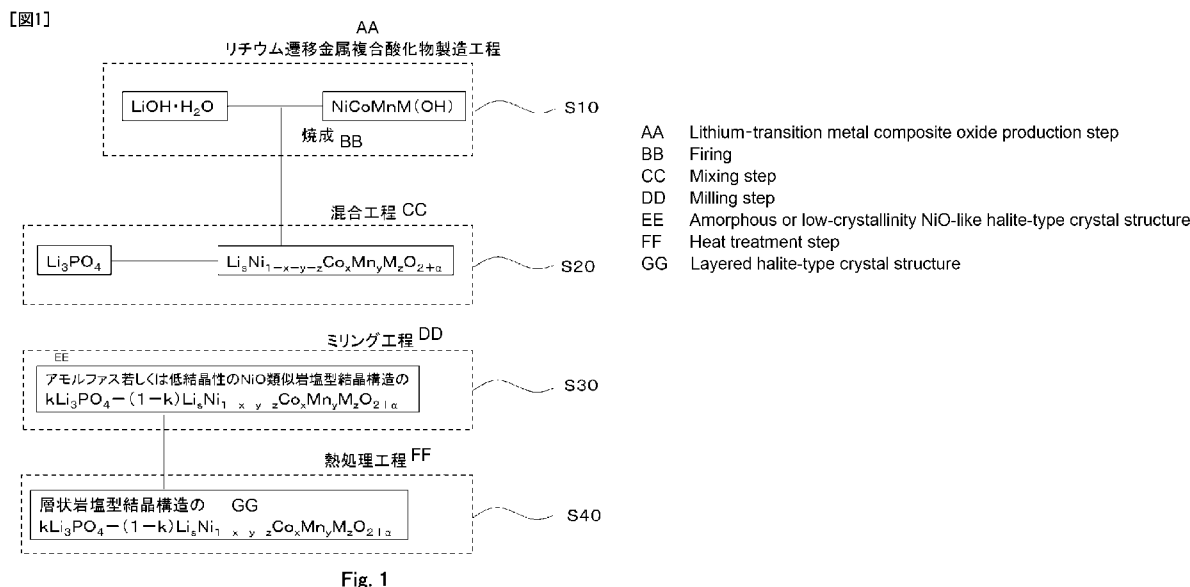 [図1]
AA
リチウム遷移金属複合酸化物製造工程
LiOH・H₂O
NiCoMnM(OH)
S10
焼成 BB
混合工程 CC
Li₃PO₄
LiₛNi₁₋ₓ₋ᵧ₋zCoₓMnᵧM_zO₂₊α
S20
ミリング工程 DD
EE
アモルファス若しくは低結晶性のNiO類似岩塩型結晶構造の
kLi₃PO₄−(1−k)LiₛNi₁ ₓ ᵧ zCoₓMnᵧM_zO₂₊α
S30
熱処理工程 FF
層状岩塩型結晶構造の GG
kLi₃PO₄−(1−k)LiₛNi₁ ₓ ᵧ zCoₓMnᵧM_zO₂₊α
S40
Fig. 1
AA Lithium-transition metal composite oxide production step
BB Firing
CC Mixing step
DD Milling step
EE Amorphous or low-crystallinity NiO-like halite-type crystal structure
FF Heat treatment step
GG Layered halite-type crystal structure